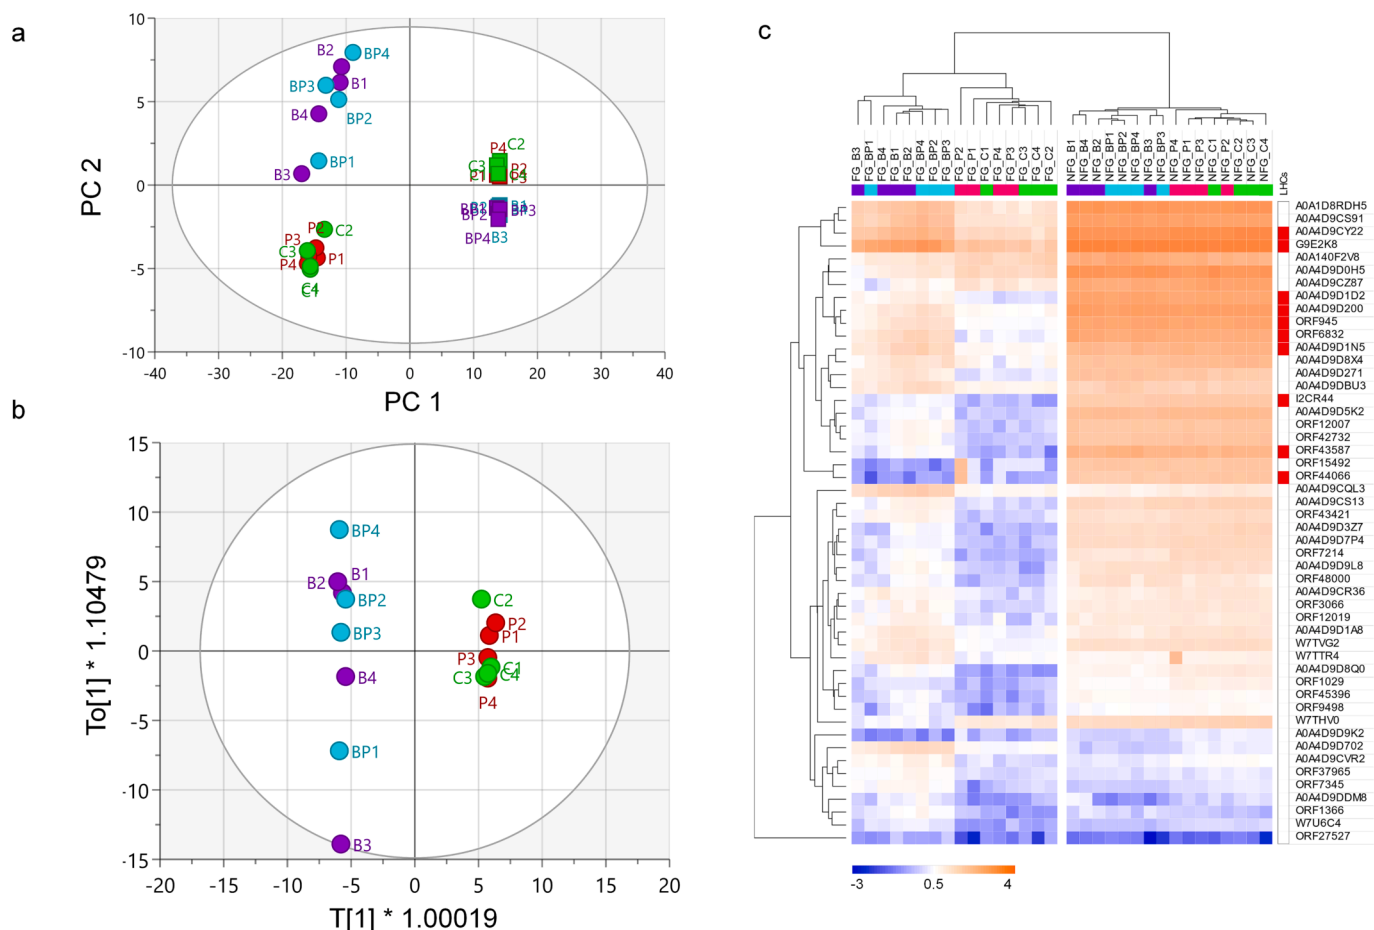 a
10
5
0
-5
-10
-40
-30
-20
-10
0
10
20
30
40
PC 2
PC 1
B2
BP4
BP3
B1
B4
BP2
BP1
B3
P2
C2
P3
C3
P1
P4
C4
C1
P4
C2
C3
P2
P1
P3
BP3
BP2
BP4
B3
b
15
10
5
0
-5
-10
-15
-20
-15
-10
-5
0
5
10
15
20
To[1] * 1.10479
T[1] * 1.00019
BP4
B2
B1
BP2
BP3
B4
BP1
B3
C2
P2
P1
P3
C1
C3
C4
P4
c
FG_B3
FG_BP1
FG_B4
FG_B1
FG_B2
FG_BP4
FG_BP2
FG_BP3
FG_P2
FG_P1
FG_C1
FG_P4
FG_P3
FG_C3
FG_C4
FG_C2
NFG_B1
NFG_B4
NFG_B2
NFG_BP1
NFG_BP2
NFG_BP4
NFG_B3
NFG_BP3
NFG_P4
NFG_P1
NFG_P3
NFG_C1
NFG_P2
NFG_C2
NFG_C3
NFG_C4
LHCs
A0A1D8RDH5
A0A4D9CS91
A0A4D9CY22
G9E2K8
A0A140F2V8
A0A4D9D0H5
A0A4D9CZ87
A0A4D9D1D2
A0A4D9D200
ORF945
ORF6832
A0A4D9D1N5
A0A4D9D8X4
A0A4D9D271
A0A4D9DBU3
I2CR44
A0A4D9D5K2
ORF12007
ORF42732
ORF43587
ORF15492
ORF44066
A0A4D9CQL3
A0A4D9CS13
ORF43421
A0A4D9D3Z7
A0A4D9D7P4
ORF7214
A0A4D9D9L8
ORF48000
A0A4D9CR36
ORF3066
ORF12019
A0A4D9D1A8
W7TVG2
W7TTR4
A0A4D9D8Q0
ORF1029
ORF45396
ORF9498
W7THV0
A0A4D9D9K2
A0A4D9D702
A0A4D9CVR2
ORF37965
ORF7345
A0A4D9DDM8
ORF1366
W7U6C4
ORF27527
-3
0.5
4